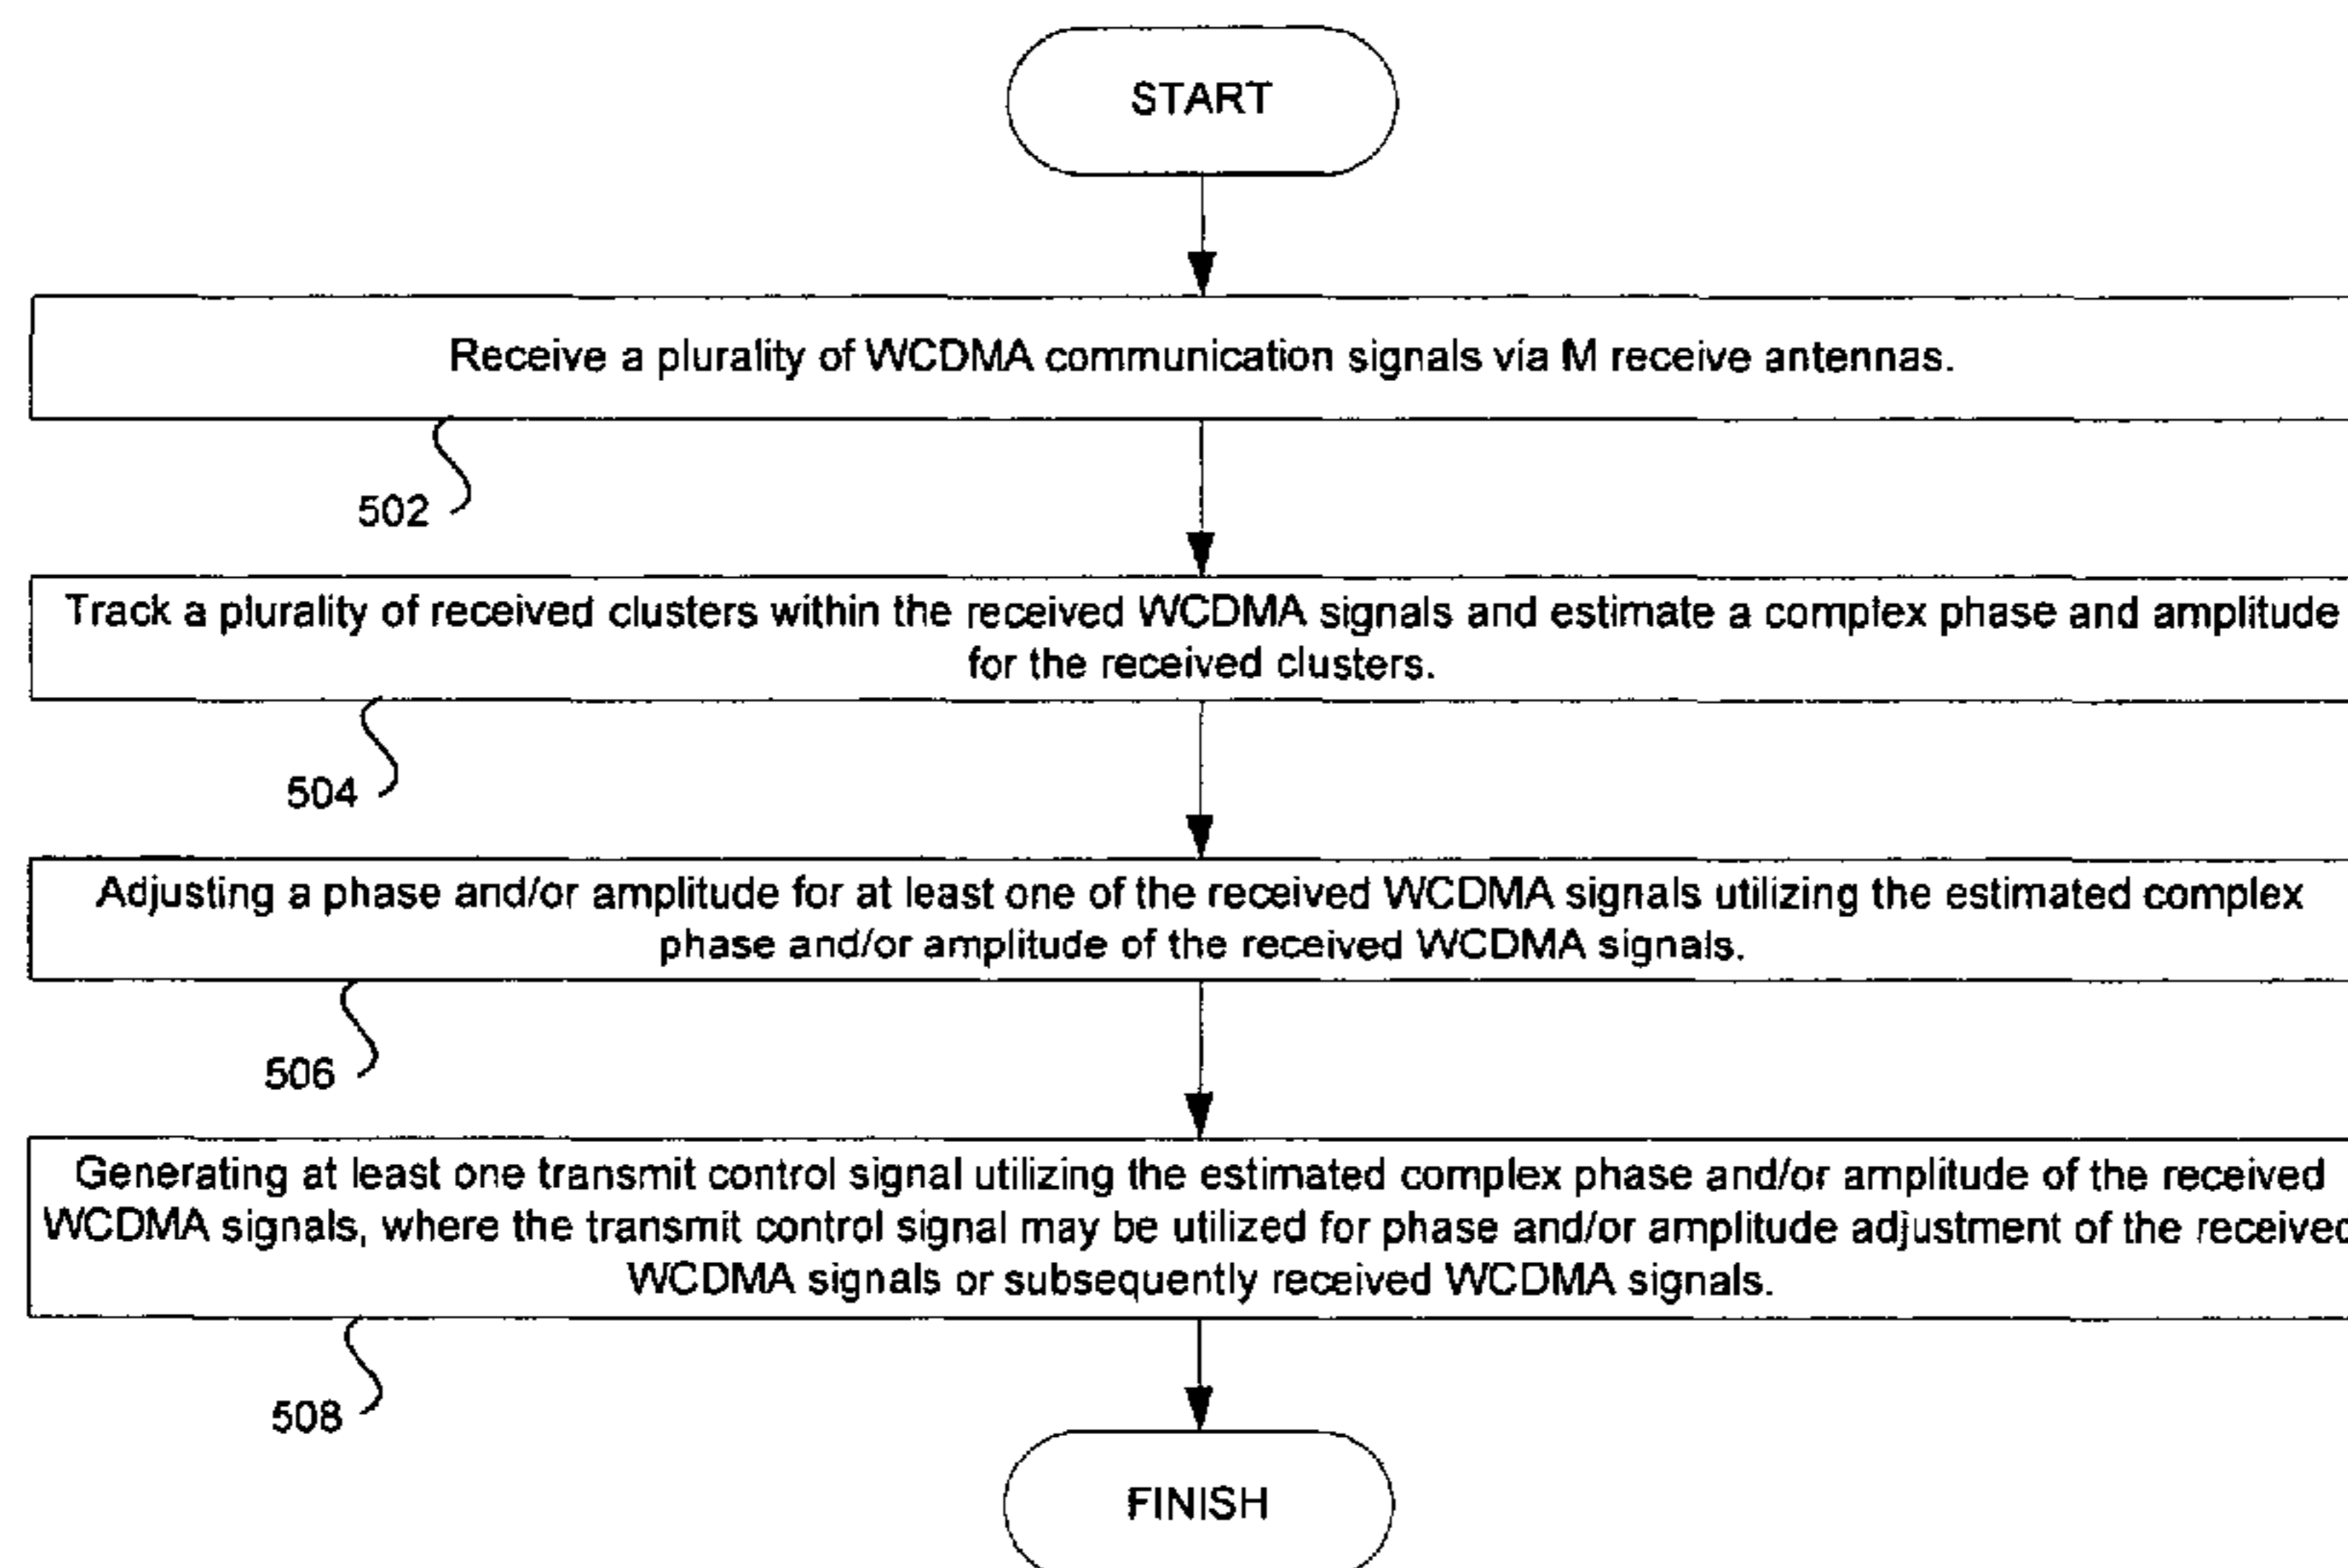 START
Receive a plurality of WCDMA communication signals via M receive antennas.
502
Track a plurality of received clusters within the received WCDMA signals and estimate a complex phase and amplitude
for the received clusters.
504
Adjusting a phase and/or amplitude for at least one of the received WCDMA signals utilizing the estimated complex
phase and/or amplitude of the received WCDMA signals.
506
Generating at least one transmit control signal utilizing the estimated complex phase and/or amplitude of the received
WCDMA signals, where the transmit control signal may be utilized for phase and/or amplitude adjustment of the received
WCDMA signals or subsequently received WCDMA signals.
508
FINISH